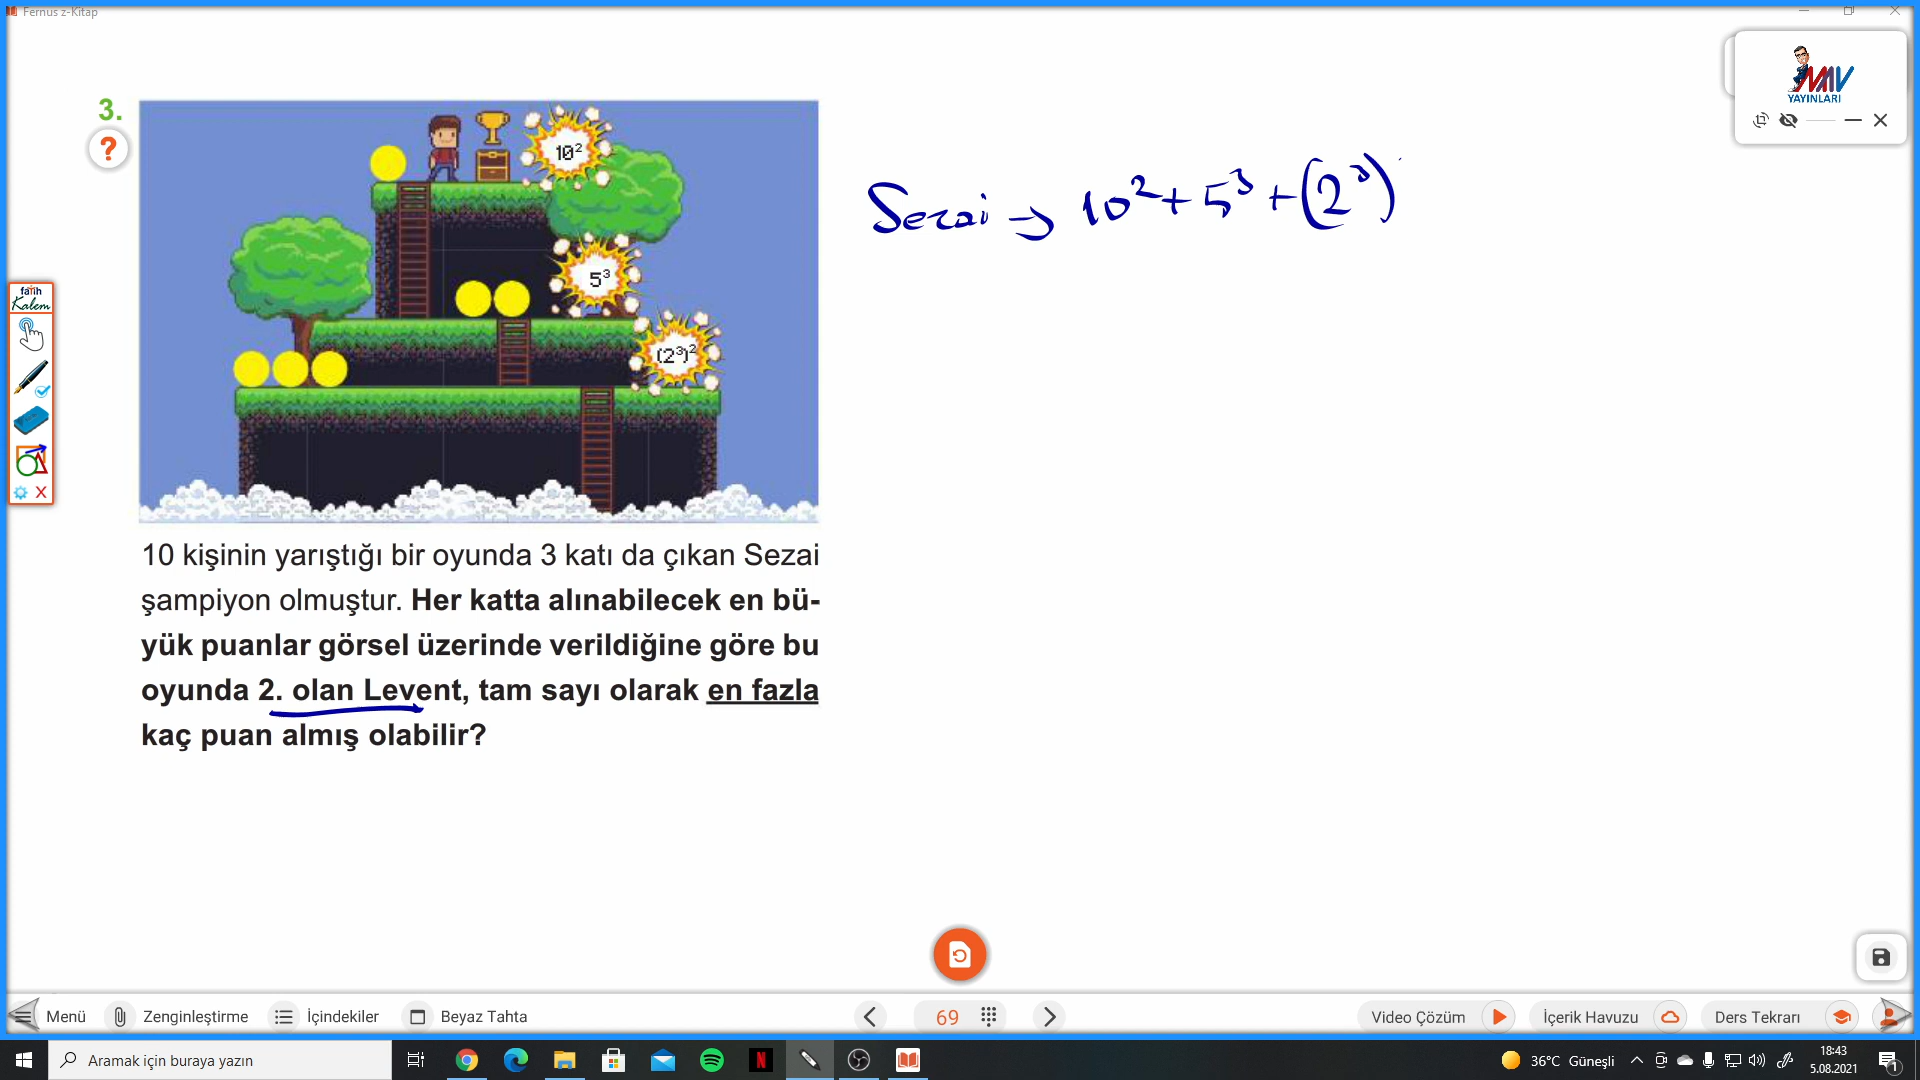 Fernus z-Kitap
MAV
YAYINLARI
3.
?
10²
5³
(2³)²
Sezai → 10² + 5³ + (2³)
fatih
Kalem
10 kişinin yarıştığı bir oyunda 3 katı da çıkan Sezai
şampiyon olmuştur. Her katta alınabilecek en bü-
yük puanlar görsel üzerinde verildiğine göre bu
oyunda 2. olan Levent, tam sayı olarak en fazla
kaç puan almış olabilir?
Menü Zenginleştirme İçindekiler Beyaz Tahta 69 Video Çözüm İçerik Havuzu Ders Tekrarı
Aramak için buraya yazın
36°C Güneşli
18:43
5.08.2021
1